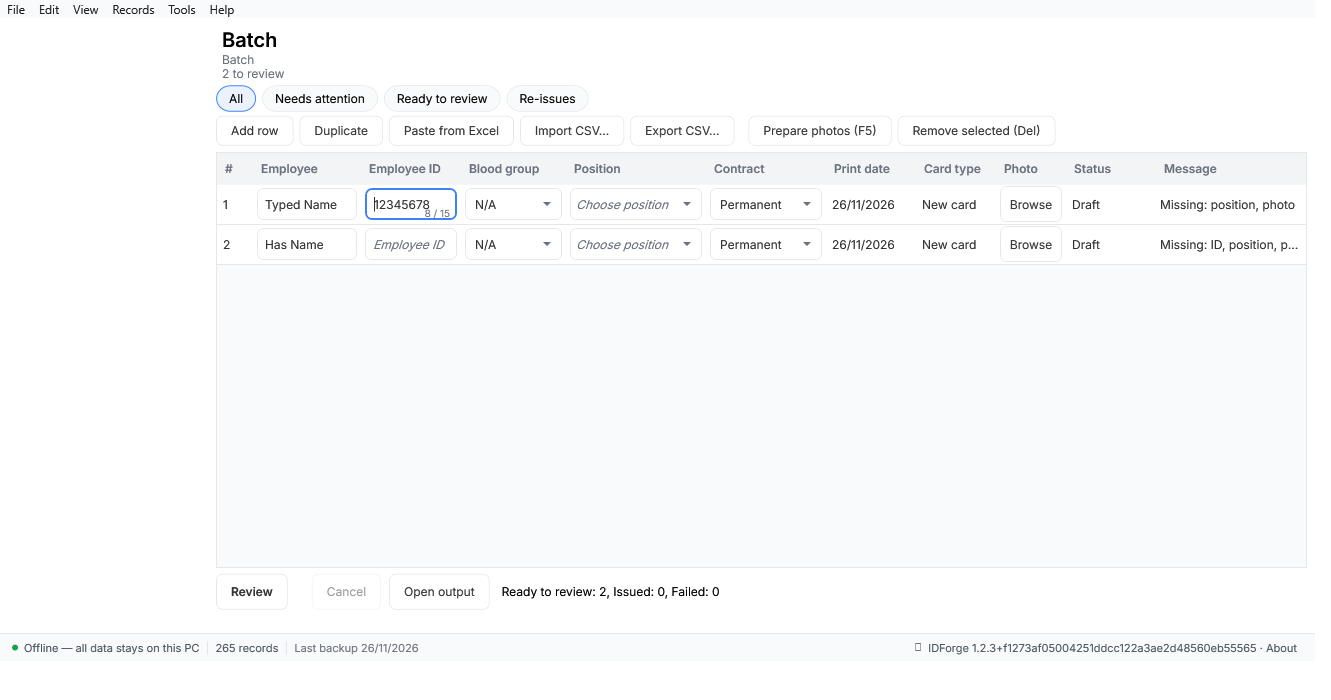 File Edit View Records Tools Help
Batch
Batch
2 to review
All Needs attention Ready to review Re-issues
Add row Duplicate Paste from Excel Import CSV... Export CSV... Prepare photos (F5) Remove selected (Del)
# Employee Employee ID Blood group Position Contract Print date Card type Photo Status Message
1 Typed Name 12345678 8 / 15 N/A Choose position Permanent 26/11/2026 New card Browse Draft Missing: position, photo
2 Has Name Employee ID N/A Choose position Permanent 26/11/2026 New card Browse Draft Missing: ID, position, p...
Review Cancel Open output Ready to review: 2, Issued: 0, Failed: 0
Offline — all data stays on this PC 265 records Last backup 26/11/2026 IDForge 1.2.3+f1273af05004251ddcc122a3ae2d48560eb55565 · About